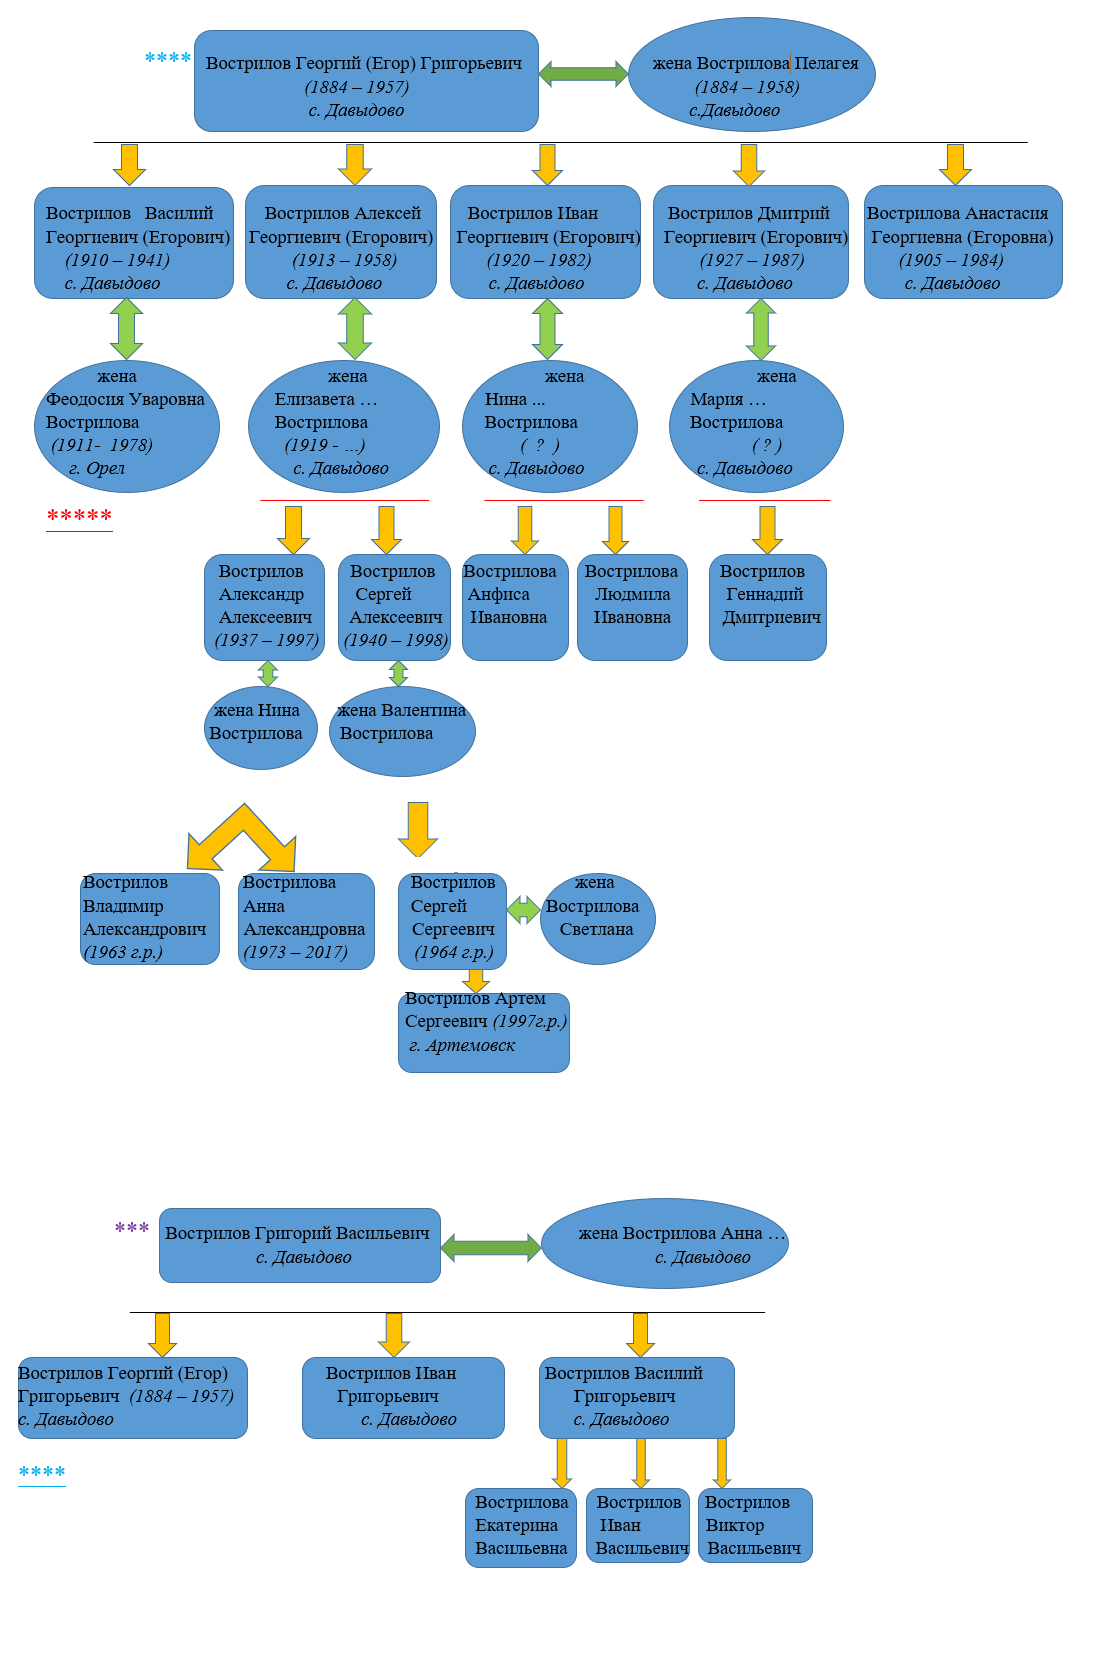 ****
Вострилов Георгий (Егор) Григорьевич
(1884 – 1957)
с. Давыдово
жена Вострилова Пелагея
(1884 – 1958)
с.Давыдово
Вострилов Василий
Георгиевич (Егорович)
(1910 – 1941)
с. Давыдово
Вострилов Алексей
Георгиевич (Егорович)
(1913 – 1958)
с. Давыдово
Вострилов Иван
Георгиевич (Егорович)
(1920 – 1982)
с. Давыдово
Вострилов Дмитрий
Георгиевич (Егорович)
(1927 – 1987)
с. Давыдово
Вострилова Анастасия
Георгиевна (Егоровна)
(1905 – 1984)
с. Давыдово
жена
Феодосия Уваровна
Вострилова
(1911- 1978)
г. Орел
жена
Елизавета …
Вострилова
(1919 - …)
с. Давыдово
жена
Нина ...
Вострилова
( ? )
с. Давыдово
жена
Мария …
Вострилова
( ? )
с. Давыдово
*****
Вострилов
Александр
Алексеевич
(1937 – 1997)
Вострилов
Сергей
Алексеевич
(1940 – 1998)
Вострилова
Анфиса
Ивановна
Вострилова
Людмила
Ивановна
Вострилов
Геннадий
Дмитриевич
жена Нина
Вострилова
жена Валентина
Вострилова
Вострилов
Владимир
Александрович
(1963 г.р.)
Вострилова
Анна
Александровна
(1973 – 2017)
Вострилов
Сергей
Сергеевич
(1964 г.р.)
жена
Вострилова
Светлана
Вострилов Артем
Сергеевич (1997г.р.)
г. Артемовск
***
Вострилов Григорий Васильевич
с. Давыдово
жена Вострилова Анна …
с. Давыдово
Вострилов Георгий (Егор)
Григорьевич (1884 – 1957)
с. Давыдово
Вострилов Иван
Григорьевич
с. Давыдово
Вострилов Василий
Григорьевич
с. Давыдово
****
Вострилова
Екатерина
Васильевна
Вострилов
Иван
Васильевич
Вострилов
Виктор
Васильевич